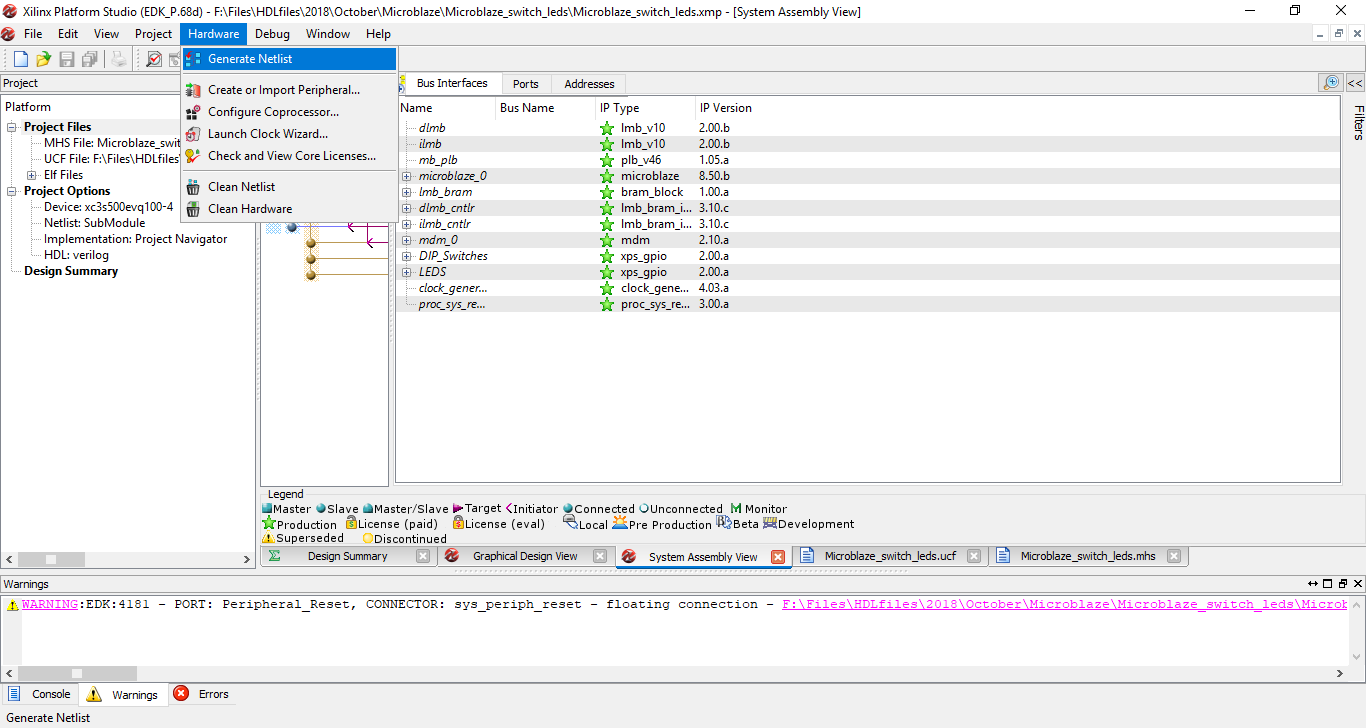 Xilinx Platform Studio (EDK_P.68d) - F:\Files\HDLfiles\2018\October\Microblaze\Microblaze_switch_leds\Microblaze_switch_leds.xmp - [System Assembly View]
File Edit View Project Hardware Debug Window Help
Generate Netlist
Create or Import Peripheral...
Configure Coprocessor...
Launch Clock Wizard...
Check and View Core Licenses...
Clean Netlist
Clean Hardware
Project
Platform
Project Files
MHS File: Microblaze_swit
UCF File: F:\Files\HDLfiles\
Elf Files
Project Options
Device: xc3s500evq100-4
Netlist: SubModule
Implementation: Project Navigator
HDL: verilog
Design Summary
Bus Interfaces Ports Addresses
<<
Filters
Name Bus Name IP Type IP Version
dlmb lmb_v10 2.00.b
ilmb lmb_v10 2.00.b
mb_plb plb_v46 1.05.a
microblaze_0 microblaze 8.50.b
lmb_bram bram_block 1.00.a
dlmb_cntlr lmb_bram_i... 3.10.c
ilmb_cntlr lmb_bram_i... 3.10.c
mdm_0 mdm 2.10.a
DIP_Switches xps_gpio 2.00.a
LEDS xps_gpio 2.00.a
clock_gener... clock_gene... 4.03.a
proc_sys_re... proc_sys_re... 3.00.a
Legend
Master Slave Master/Slave Target Initiator Connected Unconnected Monitor
Production License (paid) License (eval) Local Pre Production Beta Development
Superseded Discontinued
Design Summary Graphical Design View System Assembly View Microblaze_switch_leds.ucf Microblaze_switch_leds.mhs
Warnings
WARNING:EDK:4181 - PORT: Peripheral_Reset, CONNECTOR: sys_periph_reset - floating connection - F:\Files\HDLfiles\2018\October\Microblaze\Microblaze_switch_leds\Microb
Console Warnings Errors
Generate Netlist